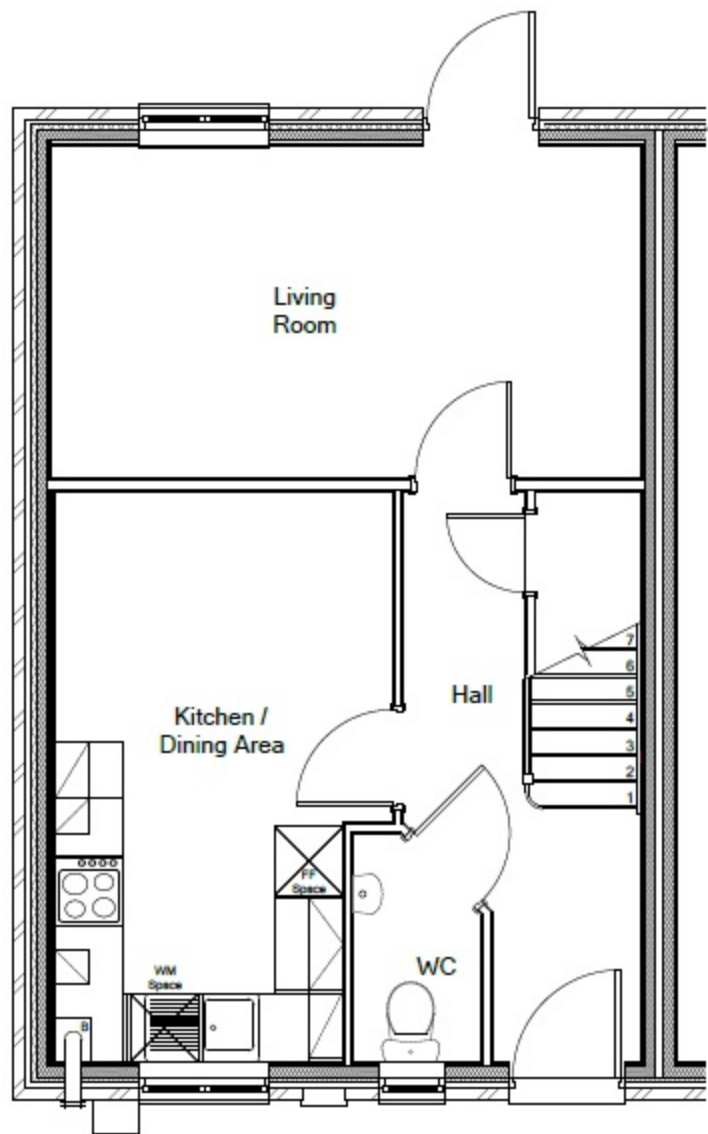 Living
Room
Kitchen /
Dining Area
Hall
7
6
5
4
3
2
1
FF
Space
WC
WM
Space
B